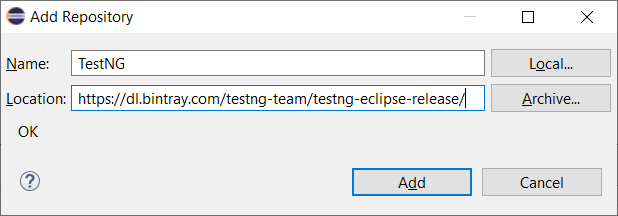 Add Repository
Name: TestNG Local...
Location: https://dl.bintray.com/testng-team/testng-eclipse-release/ Archive...
OK
? Add Cancel